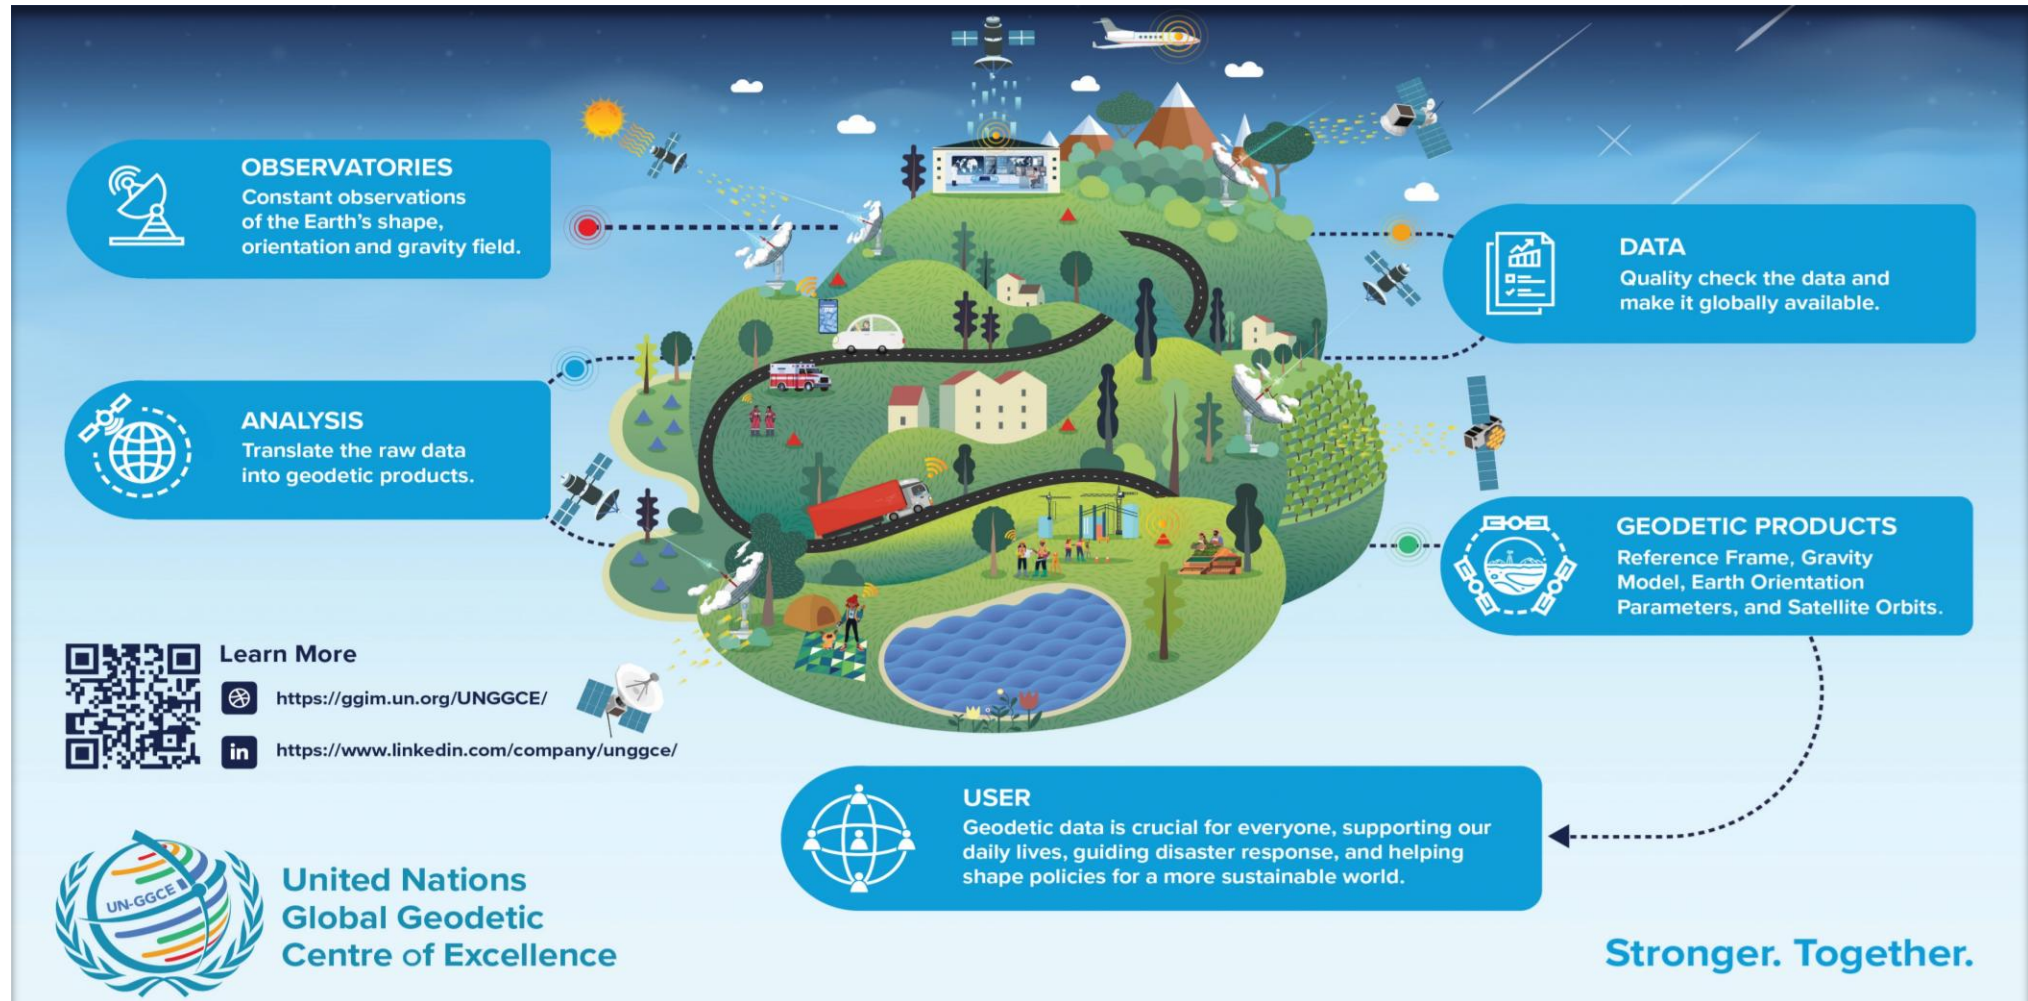 OBSERVATORIES
Constant observations
of the Earth's shape,
orientation and gravity field.
DATA
Quality check the data and
make it globally available.
ANALYSIS
Translate the raw data
into geodetic products.
GEODETIC PRODUCTS
Reference Frame, Gravity
Model, Earth Orientation
Parameters, and Satellite Orbits.
Learn More
https://ggim.un.org/UNGGCE/
in
https://www.linkedin.com/company/unggce/
USER
Geodetic data is crucial for everyone, supporting our
daily lives, guiding disaster response, and helping
shape policies for a more sustainable world.
UN-GGCE
United Nations
Global Geodetic
Centre of Excellence
Stronger. Together.